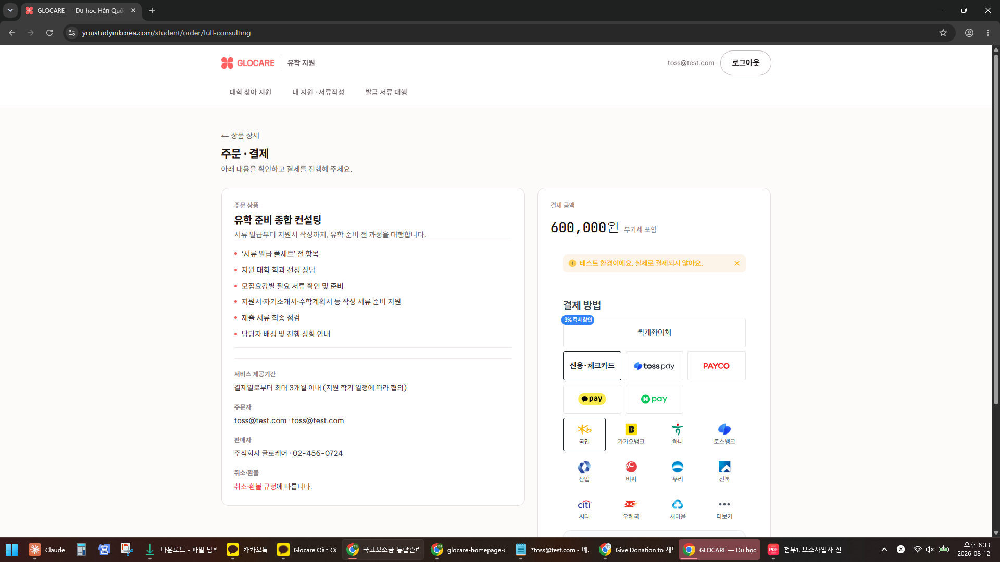 GLOCARE — Du học Hàn Quố
youstudyinkorea.com/student/order/full-consulting
GLOCARE
유학 지원
toss@test.com
로그아웃
대학 찾아 지원
내 지원 · 서류작성
발급 서류 대행
← 상품 상세
주문 · 결제
아래 내용을 확인하고 결제를 진행해 주세요.
주문 상품
유학 준비 종합 컨설팅
서류 발급부터 지원서 작성까지, 유학 준비 전 과정을 대행합니다.
‘서류 발급 풀세트’ 전 항목
지원 대학·학과 선정 상담
모집요강별 필요 서류 확인 및 준비
지원서·자기소개서·수학계획서 등 작성 서류 준비 지원
제출 서류 최종 점검
담당자 배정 및 진행 상황 안내
서비스 제공기간
결제일로부터 최대 3개월 이내 (지원 학기 일정에 따라 협의)
주문자
toss@test.com · toss@test.com
판매자
주식회사 글로케어 · 02-456-0724
취소·환불
취소·환불 규정에 따릅니다.
결제 금액
600,000원 부가세 포함
테스트 환경이에요. 실제로 결제되지 않아요.
결제 방법
3% 즉시 할인
퀵계좌이체
신용·체크카드
toss pay
PAYCO
pay
N pay
국민
카카오뱅크
하나
토스뱅크
산업
비씨
우리
전북
citi
씨티
우체국
새마을
더보기
Claude
다운로드 - 파일 탐색
카카오톡
국고보조금 통합관리
glocare-homepage-a
*toss@test.com - 메
Give Donation to 재
GLOCARE — Du học
PDF
첨부1. 보조사업자 신
오후 6:33
2026-08-12